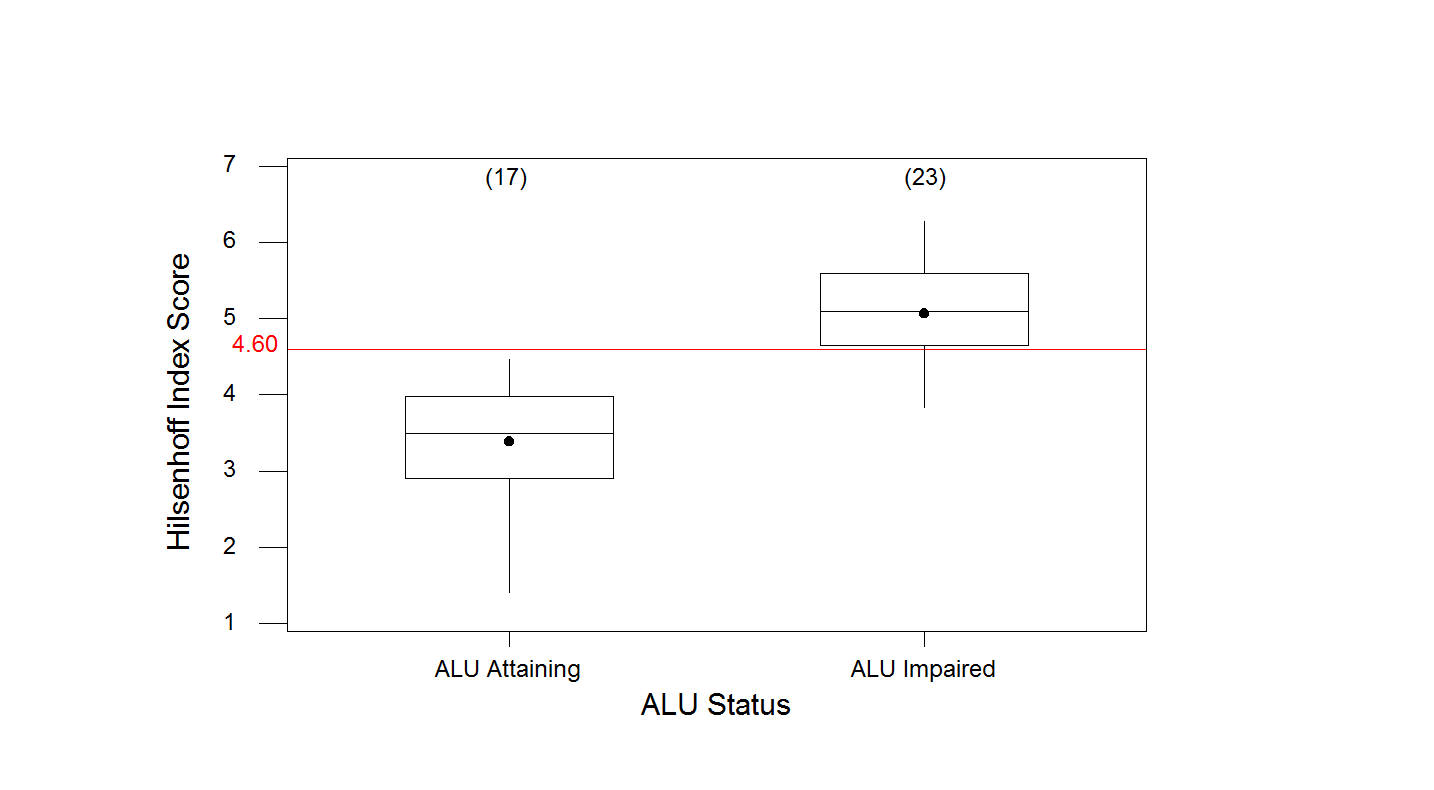 7
(17)
(23)
6
5
4.60
4
3
2
1
Hilsenhoff Index Score
ALU Attaining
ALU Impaired
ALU Status